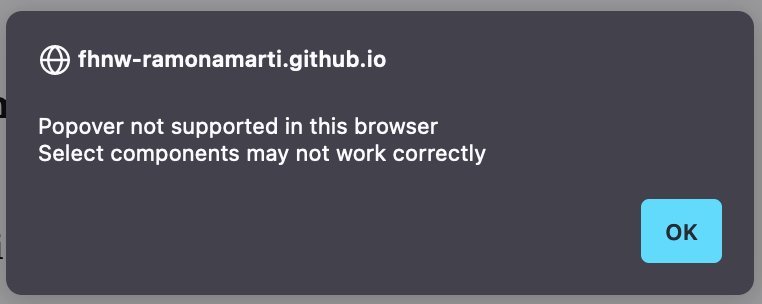 fhnw-ramonamarti.github.io
Popover not supported in this browser
Select components may not work correctly
OK